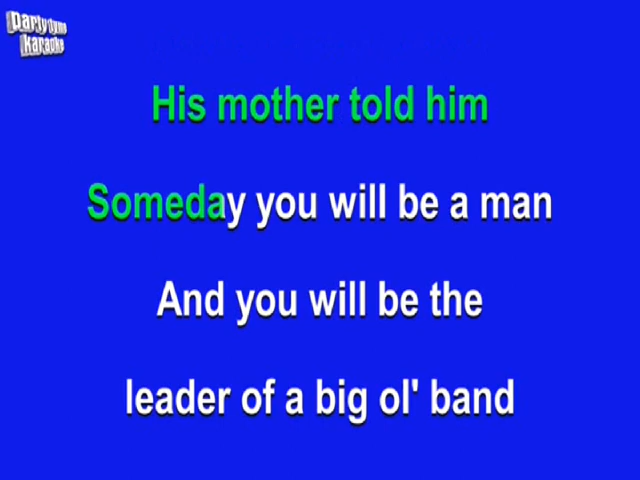 Party Tyme
Karaoke
His mother told him
Someday you will be a man
And you will be the
leader of a big ol' band